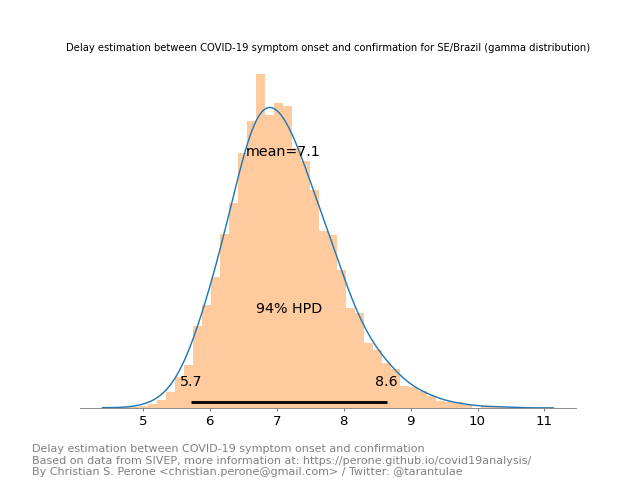 Delay estimation between COVID-19 symptom onset and confirmation for SE/Brazil (gamma distribution)
mean=7.1
94% HPD
5.7 8.6
5 6 7 8 9 10 11
Delay estimation between COVID-19 symptom onset and confirmation
Based on data from SIVEP, more information at: https://perone.github.io/covid19analysis/
By Christian S. Perone <christian.perone@gmail.com> / Twitter: @tarantulae